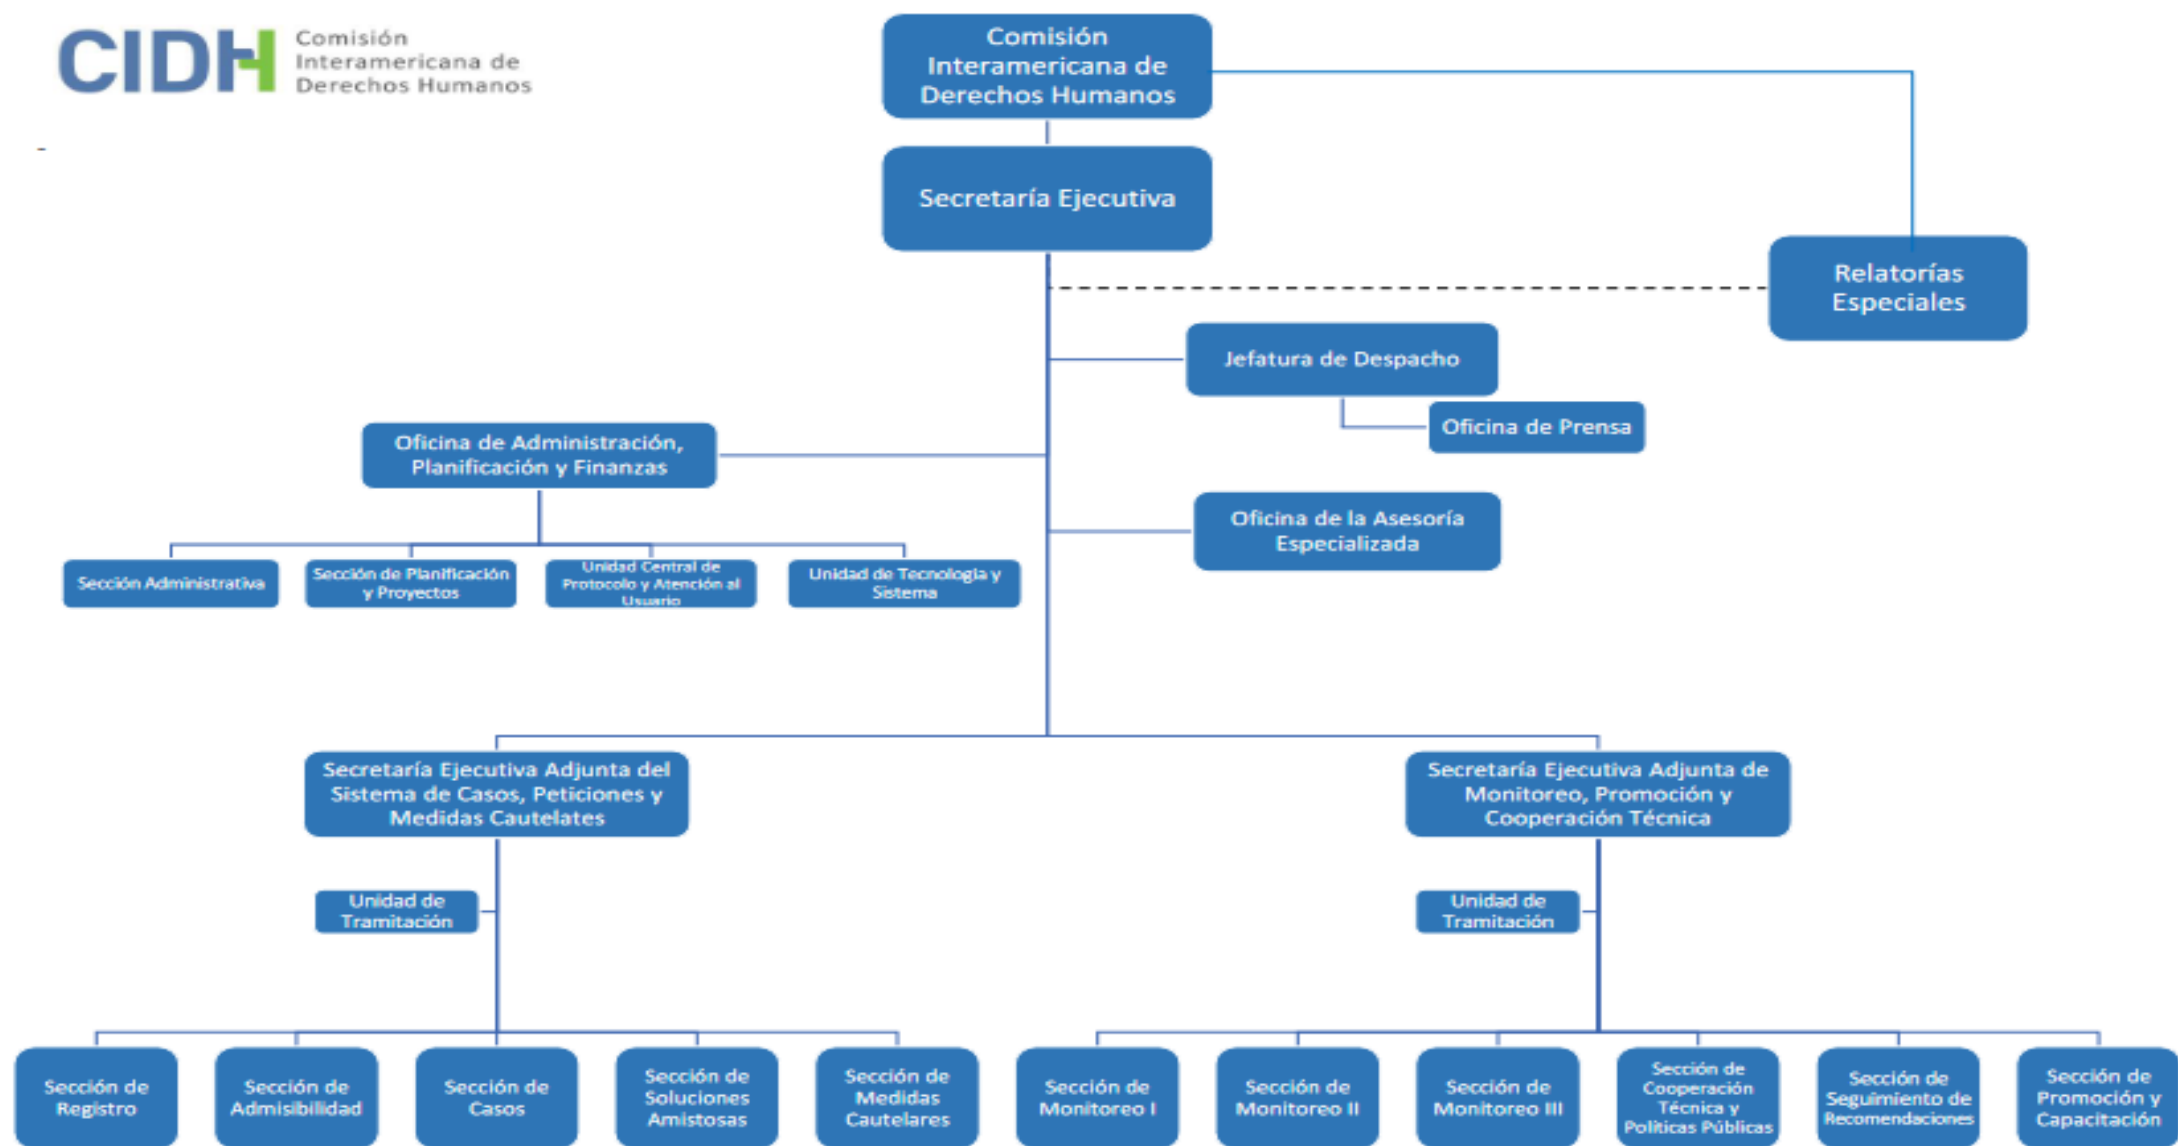 CIDH
Comisión
Interamericana de
Derechos Humanos
-
Comisión
Interamericana de
Derechos Humanos
Secretaría Ejecutiva
Relatorías
Especiales
Jefatura de Despacho
Oficina de Prensa
Oficina de Administración,
Planificación y Finanzas
Oficina de la Asesoría
Especializada
Sección Administrativa
Sección de Planificación
y Proyectos
Unidad Central de
Protocolo y Atención al
Usuario
Unidad de Tecnologia y
Sistema
Secretaría Ejecutiva Adjunta del
Sistema de Casos, Peticiones y
Medidas Cautelates
Secretaría Ejecutiva Adjunta de
Monitoreo, Promoción y
Cooperación Técnica
Unidad de
Tramitación
Unidad de
Tramitación
Sección de
Registro
Sección de
Admisibilidad
Sección de
Casos
Sección de
Soluciones
Amistosas
Sección de
Medidas
Cautelares
Sección de
Monitoreo I
Sección de
Monitoreo II
Sección de
Monitoreo III
Sección de
Cooperación
Técnica y
Políticas Públicas
Sección de
Seguimiento de
Recomendaciones
Sección de
Promoción y
Capacitación